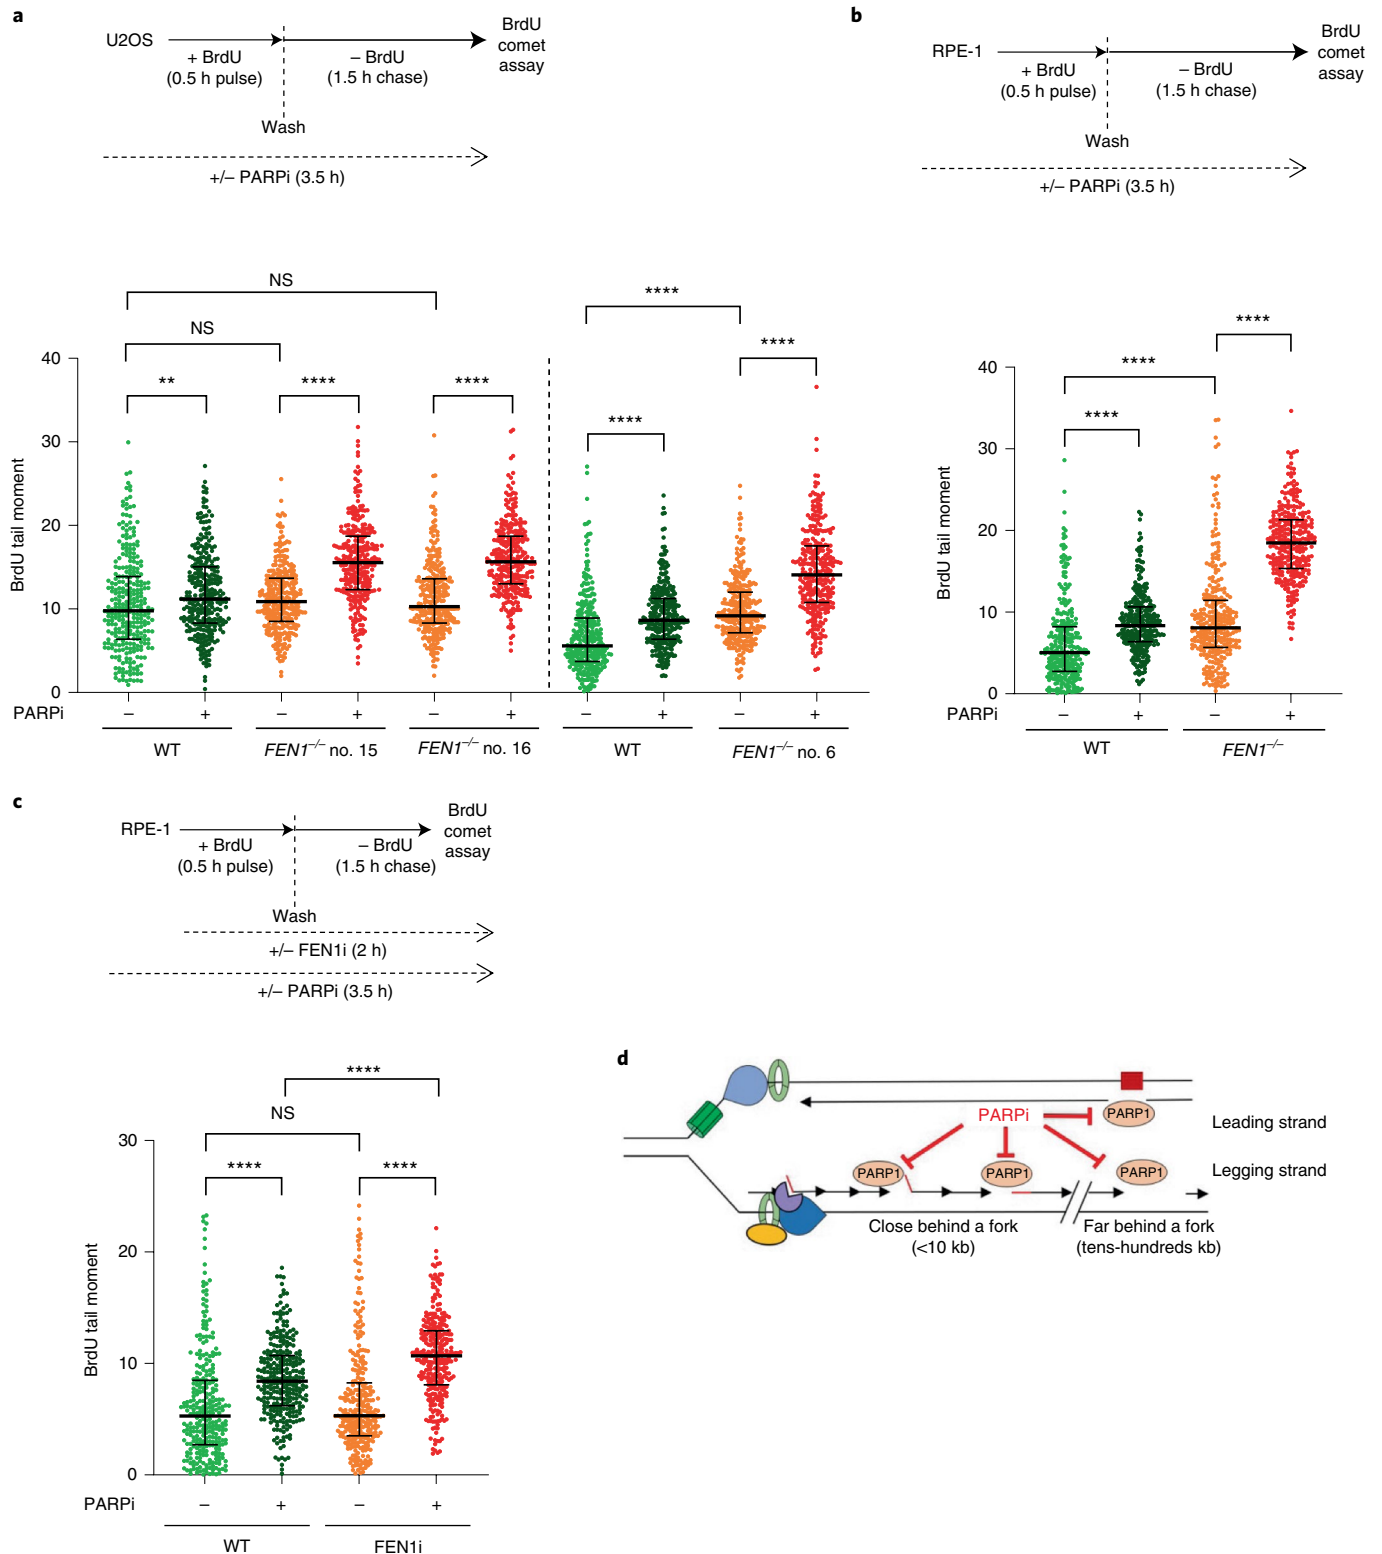 a
U2OS
+ BrdU
(0.5 h pulse)
– BrdU
(1.5 h chase)
BrdU
comet
assay
Wash
+/– PARPi (3.5 h)
NS
NS
**
****
****
****
****
****
BrdU tail moment
40
30
20
10
0
PARPi
– + – + – + – + – +
WT
FEN1–/– no. 15
FEN1–/– no. 16
WT
FEN1–/– no. 6
b
RPE-1
+ BrdU
(0.5 h pulse)
– BrdU
(1.5 h chase)
BrdU
comet
assay
Wash
+/– PARPi (3.5 h)
****
****
****
BrdU tail moment
40
30
20
10
0
PARPi
– + – +
WT
FEN1–/–
c
RPE-1
+ BrdU
(0.5 h pulse)
– BrdU
(1.5 h chase)
BrdU
comet
assay
Wash
+/– FEN1i (2 h)
+/– PARPi (3.5 h)
****
NS
****
****
BrdU tail moment
30
20
10
0
PARPi
– + – +
WT
FEN1i
d
PARPi
PARP1
Leading strand
PARP1
PARP1
PARP1
Legging strand
Close behind a fork
(<10 kb)
Far behind a fork
(tens-hundreds kb)